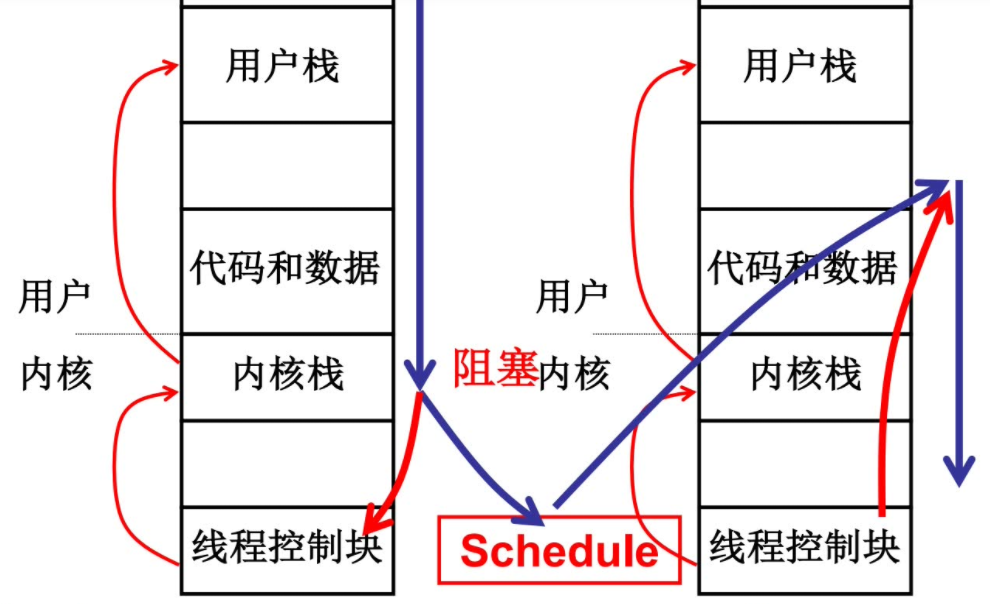 用户栈
用户栈
代码和数据
代码和数据
用户
用户
内核
内核栈
阻塞
内核
内核栈
线程控制块
Schedule
线程控制块